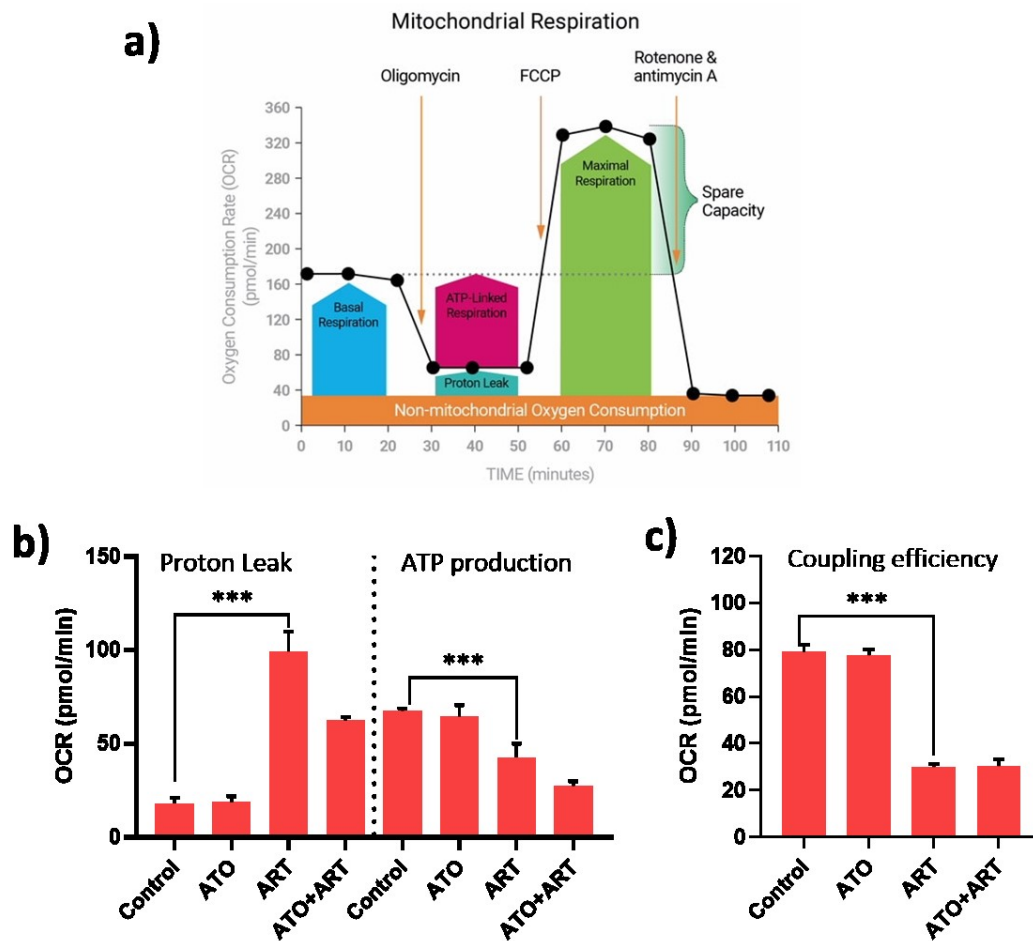 a)
Mitochondrial Respiration
Oligomycin
FCCP
Rotenone &
antimycin A
Oxygen Consumption Rate (OCR)
(pmol/min)
360
320
280
240
200
160
120
80
40
0
Basal
Respiration
ATP-Linked
Respiration
Proton Leak
Maximal
Respiration
Spare
Capacity
Non-mitochondrial Oxygen Consumption
0 10 20 30 40 50 60 70 80 90 100 110
TIME (minutes)
b)
Proton Leak
ATP production
OCR (pmol/min)
150
100
50
0
***
***
Control
ATO
ART
ATO+ART
Control
ATO
ART
ATO+ART
c)
Coupling efficiency
OCR (pmol/min)
120
100
80
60
40
20
0
***
Control
ATO
ART
ATO+ART